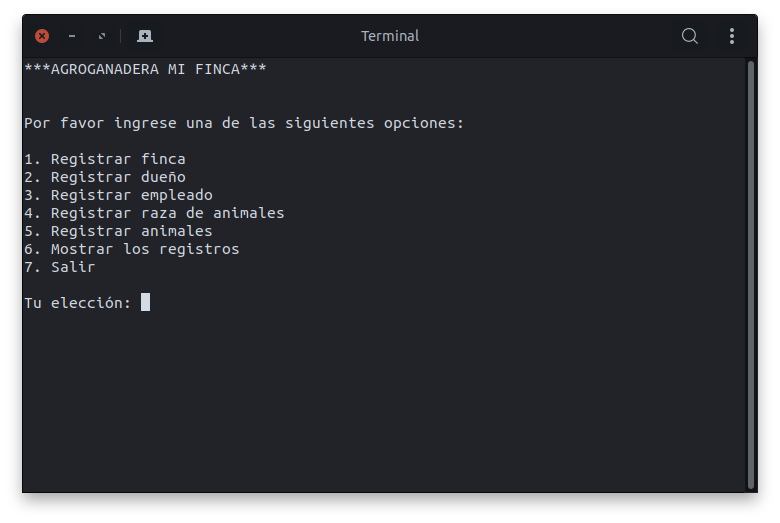 Terminal
***AGROGANADERA MI FINCA***
Por favor ingrese una de las siguientes opciones:
1. Registrar finca
2. Registrar dueño
3. Registrar empleado
4. Registrar raza de animales
5. Registrar animales
6. Mostrar los registros
7. Salir
Tu elección: